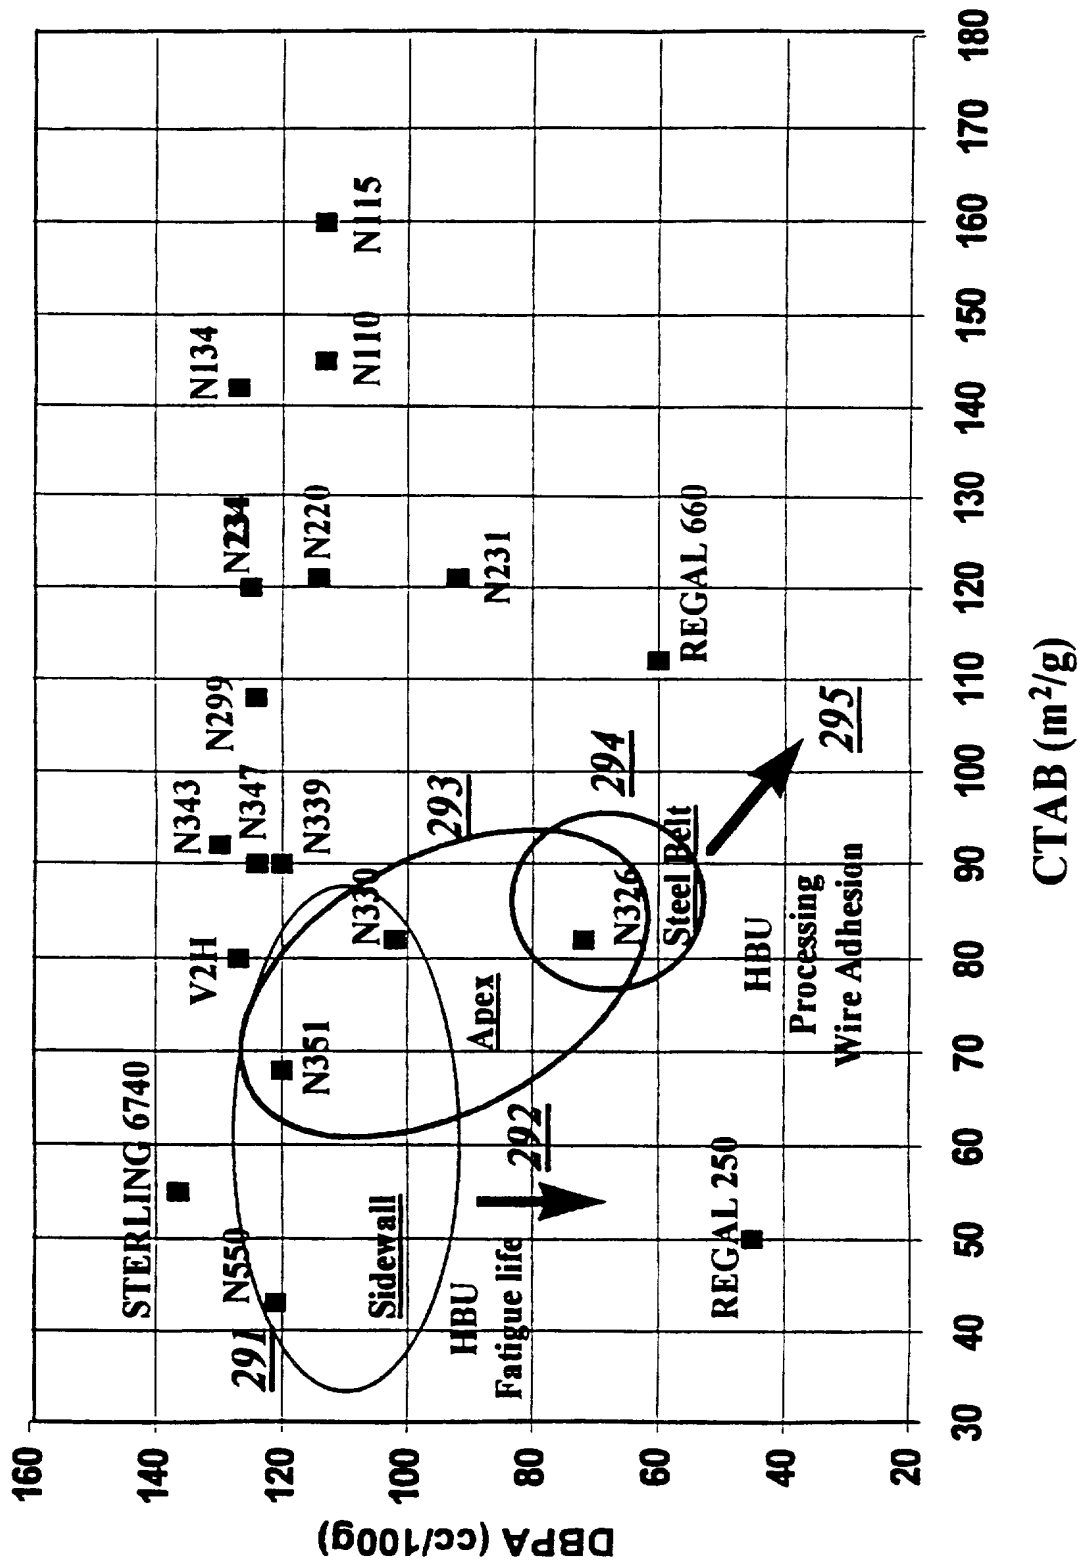 160
140
120
100
80
60
40
20
DBPA (cc/100g)
30
40
50
60
70
80
90
100
110
120
130
140
150
160
170
180
CTAB (m²/g)
STERLING 6740
V2H
N343
N347
N339
N299
N234
N220
N134
N110
N115
N231
N550
291
N351
N330
293
Sidewall
Apex
292
HBU
Fatigue life
N326
294
Steel Belt
REGAL 660
REGAL 250
HBU
Processing
Wire Adhesion
295